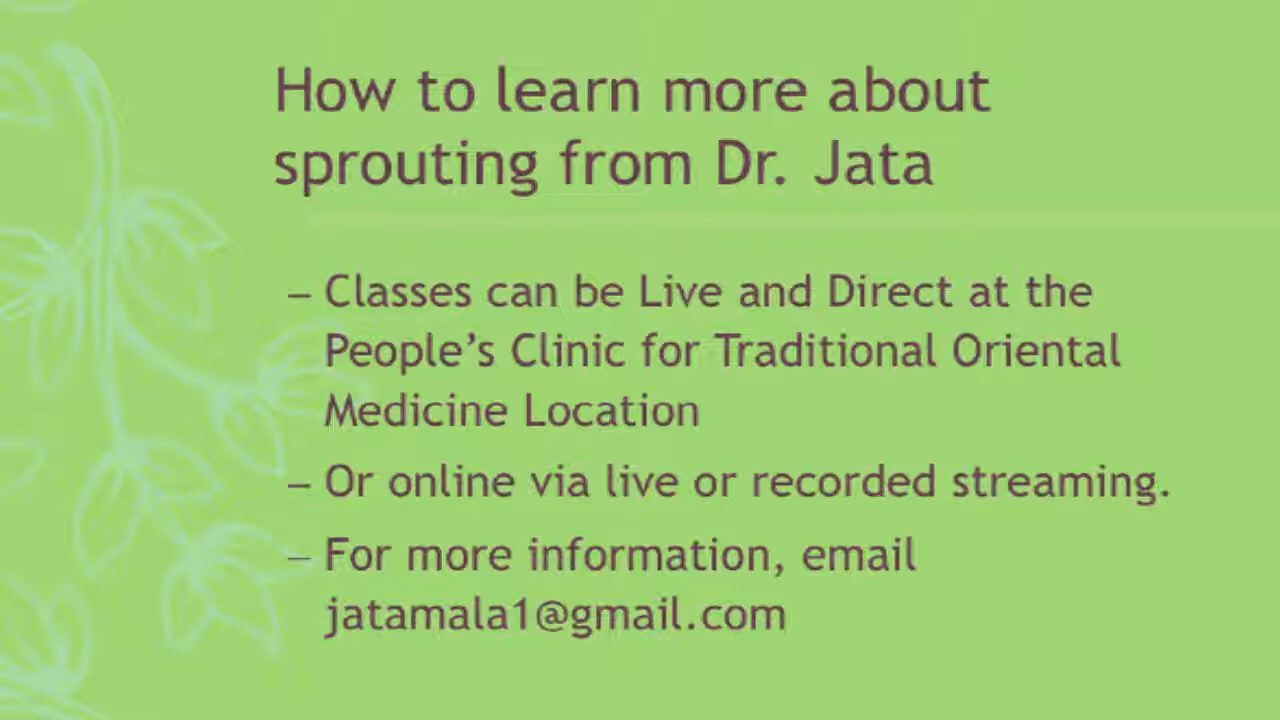 How to learn more about
sprouting from Dr. Jata
– Classes can be Live and Direct at the
People’s Clinic for Traditional Oriental
Medicine Location
– Or online via live or recorded streaming.
– For more information, email
jatamala1@gmail.com